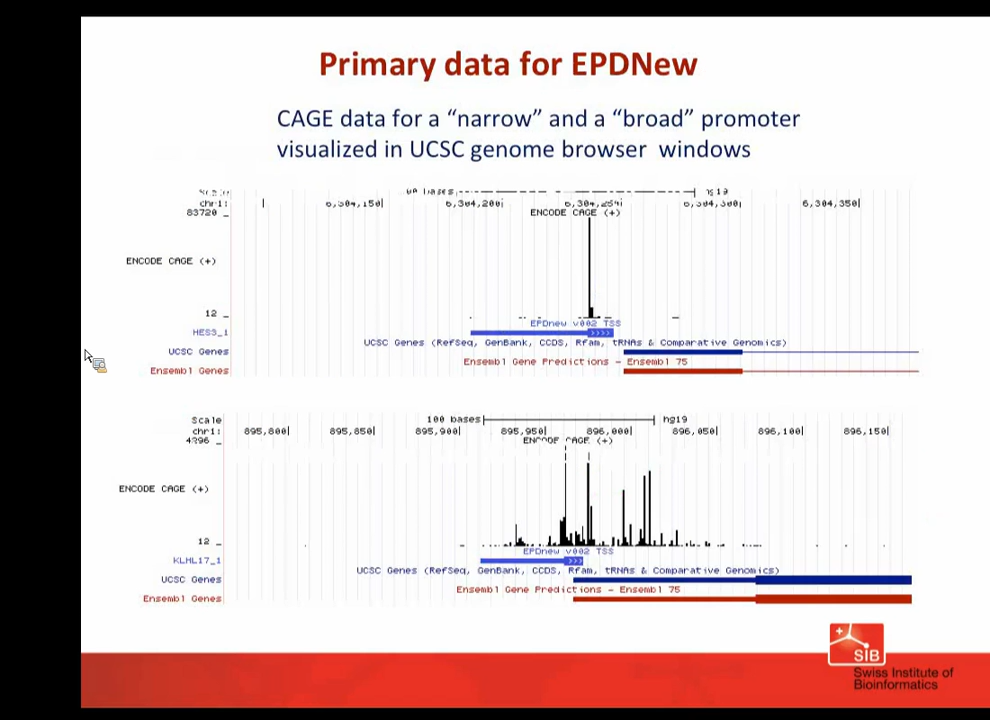 Primary data for EPDNew
CAGE data for a “narrow” and a “broad” promoter
visualized in UCSC genome browser windows
bases hg19
chr1: 6,304,150| 6,304,200| 6,304,300| 6,304,350|
83720 _ ENCODE CAGE (+)
ENCODE CAGE (+)
12 _
EPDnew v002 TSS
HES3_1
UCSC Genes (RefSeq, GenBank, CCDS, Rfam, tRNAs & Comparative Genomics)
UCSC Genes
Ensembl Gene Predictions - Ensembl 75
Ensembl Genes
Scale 100 bases hg19
chr1: 895,800| 895,850| 895,900| 895,950| 896,000| 896,050| 896,100| 896,150|
4296 _ ENCODE CAGE (+)
ENCODE CAGE (+)
12 _
EPDnew v002 TSS
KLHL17_1
UCSC Genes (RefSeq, GenBank, CCDS, Rfam, tRNAs & Comparative Genomics)
UCSC Genes
Ensembl Gene Predictions - Ensembl 75
Ensembl Genes
SIB
Swiss Institute of
Bioinformatics